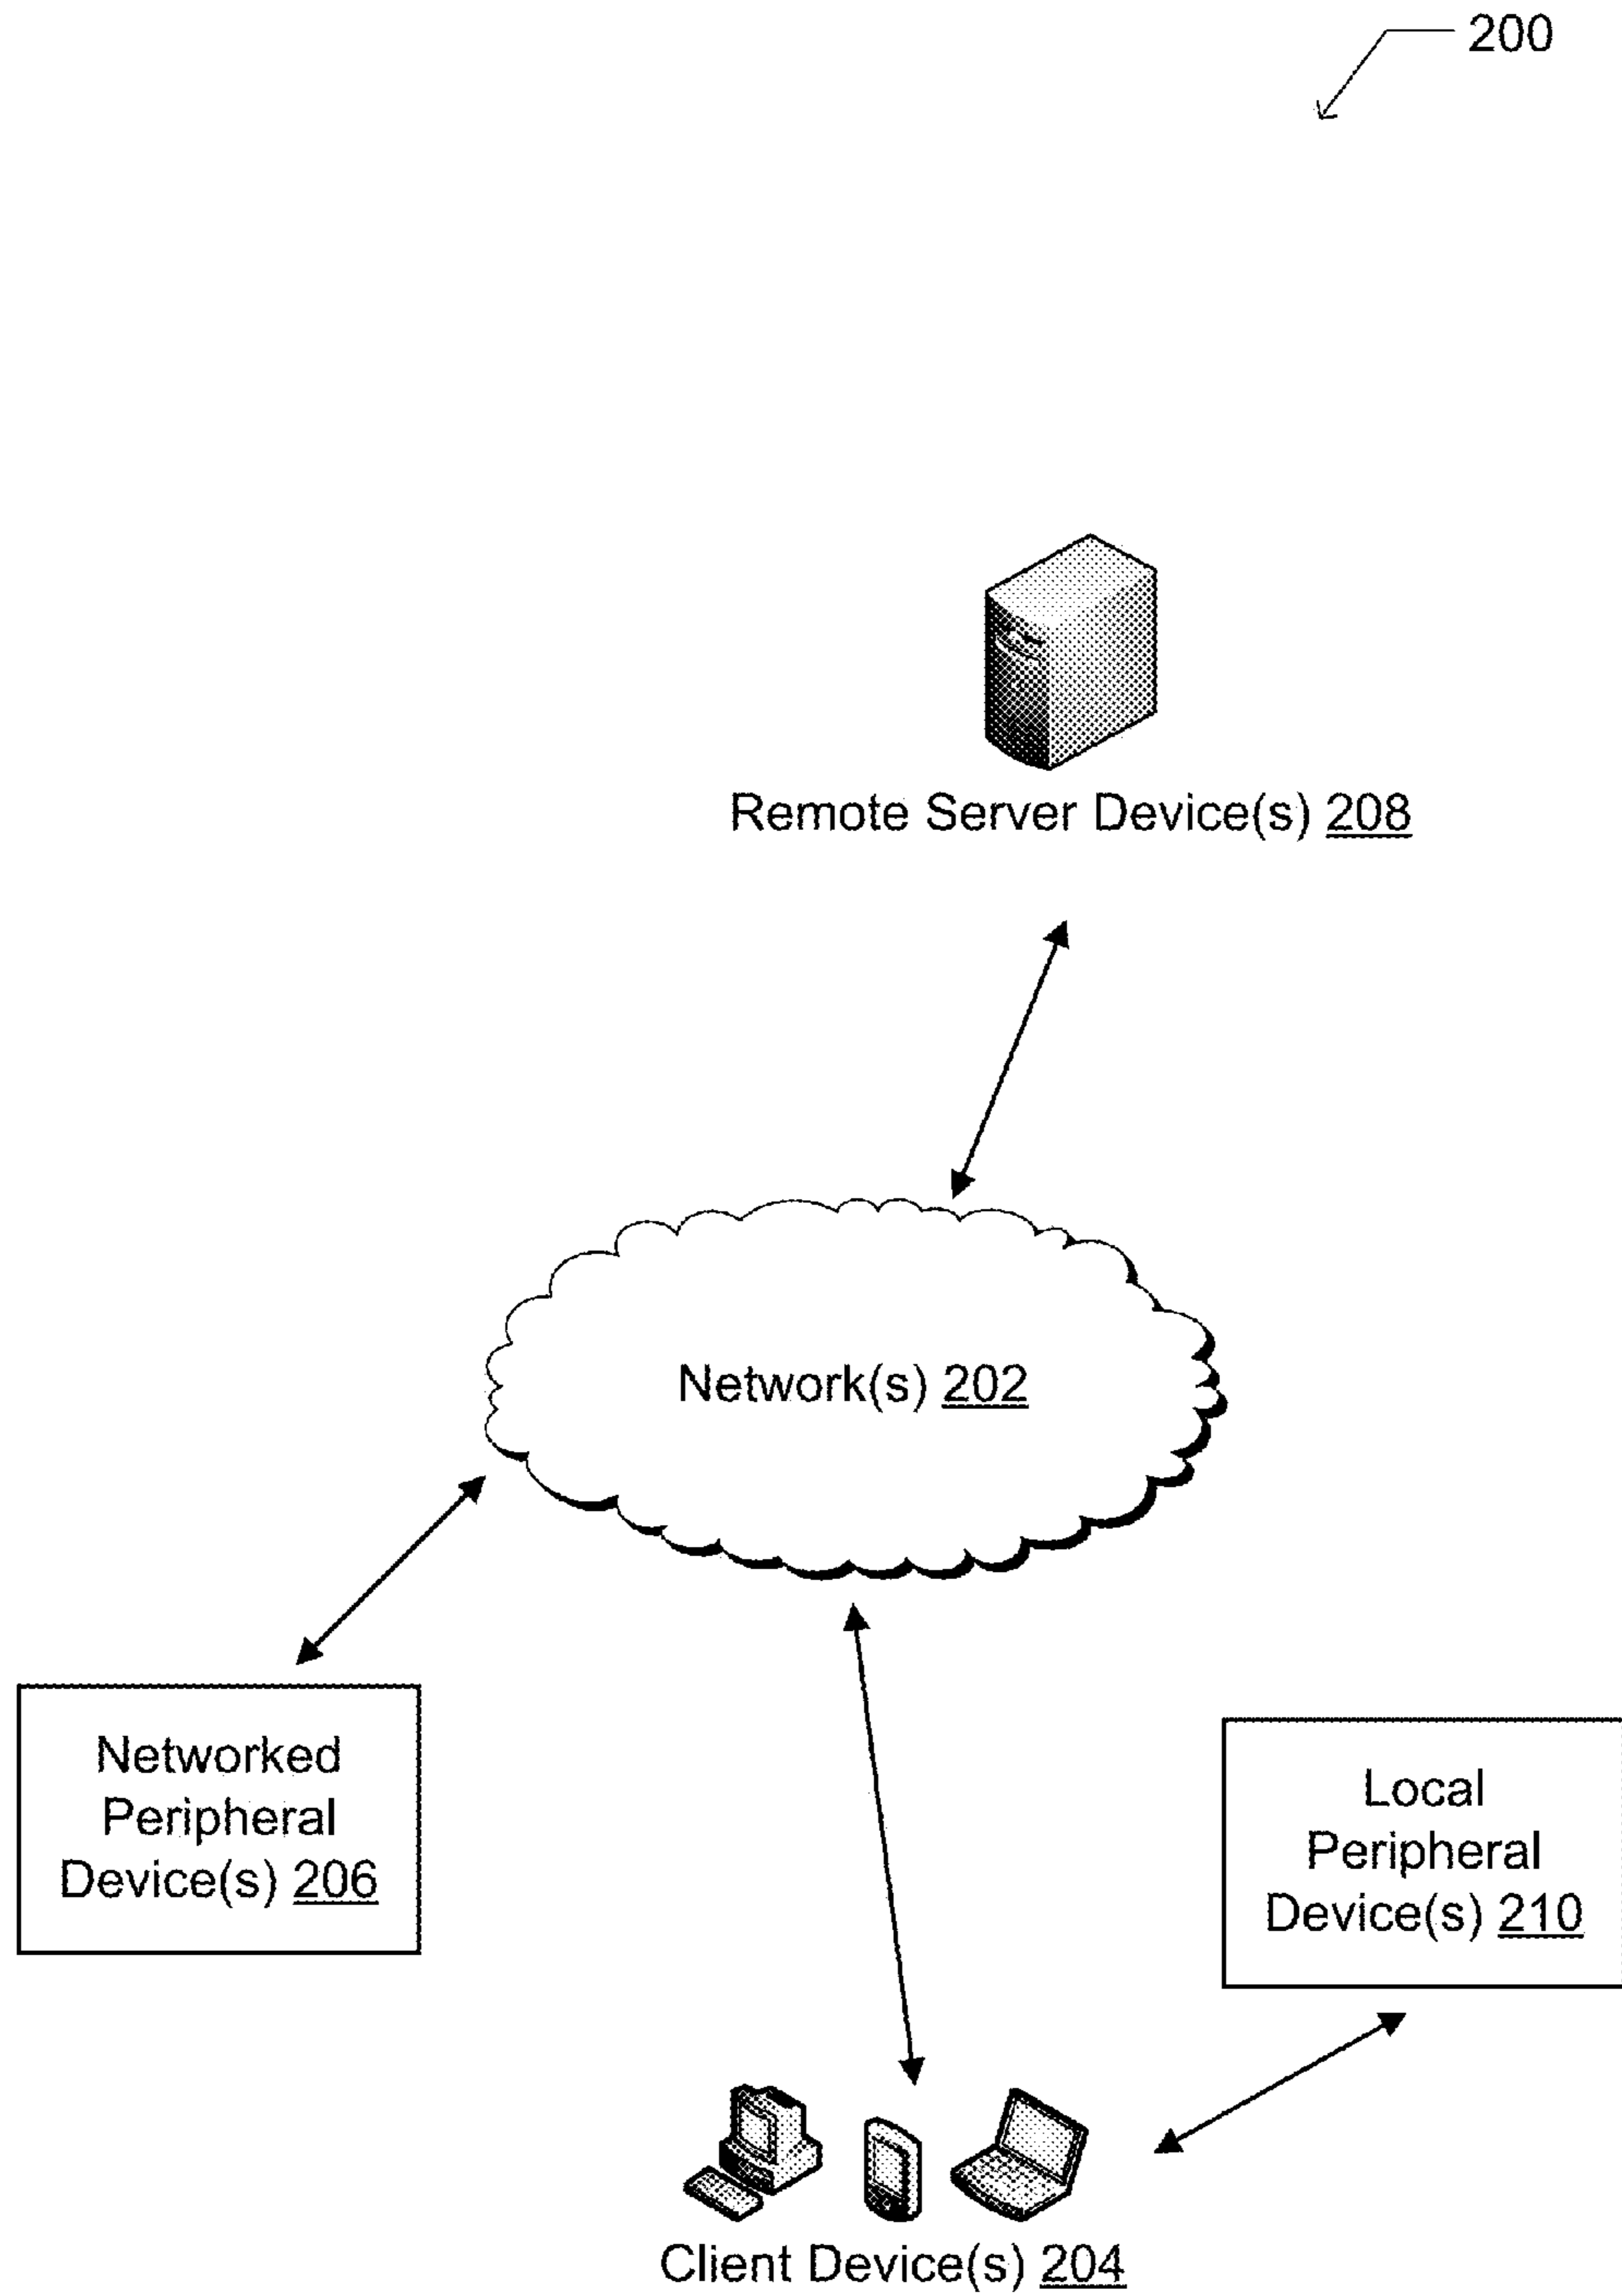 200
Remote Server Device(s) 208
Network(s) 202
Networked
Peripheral
Device(s) 206
Local
Peripheral
Device(s) 210
Client Device(s) 204